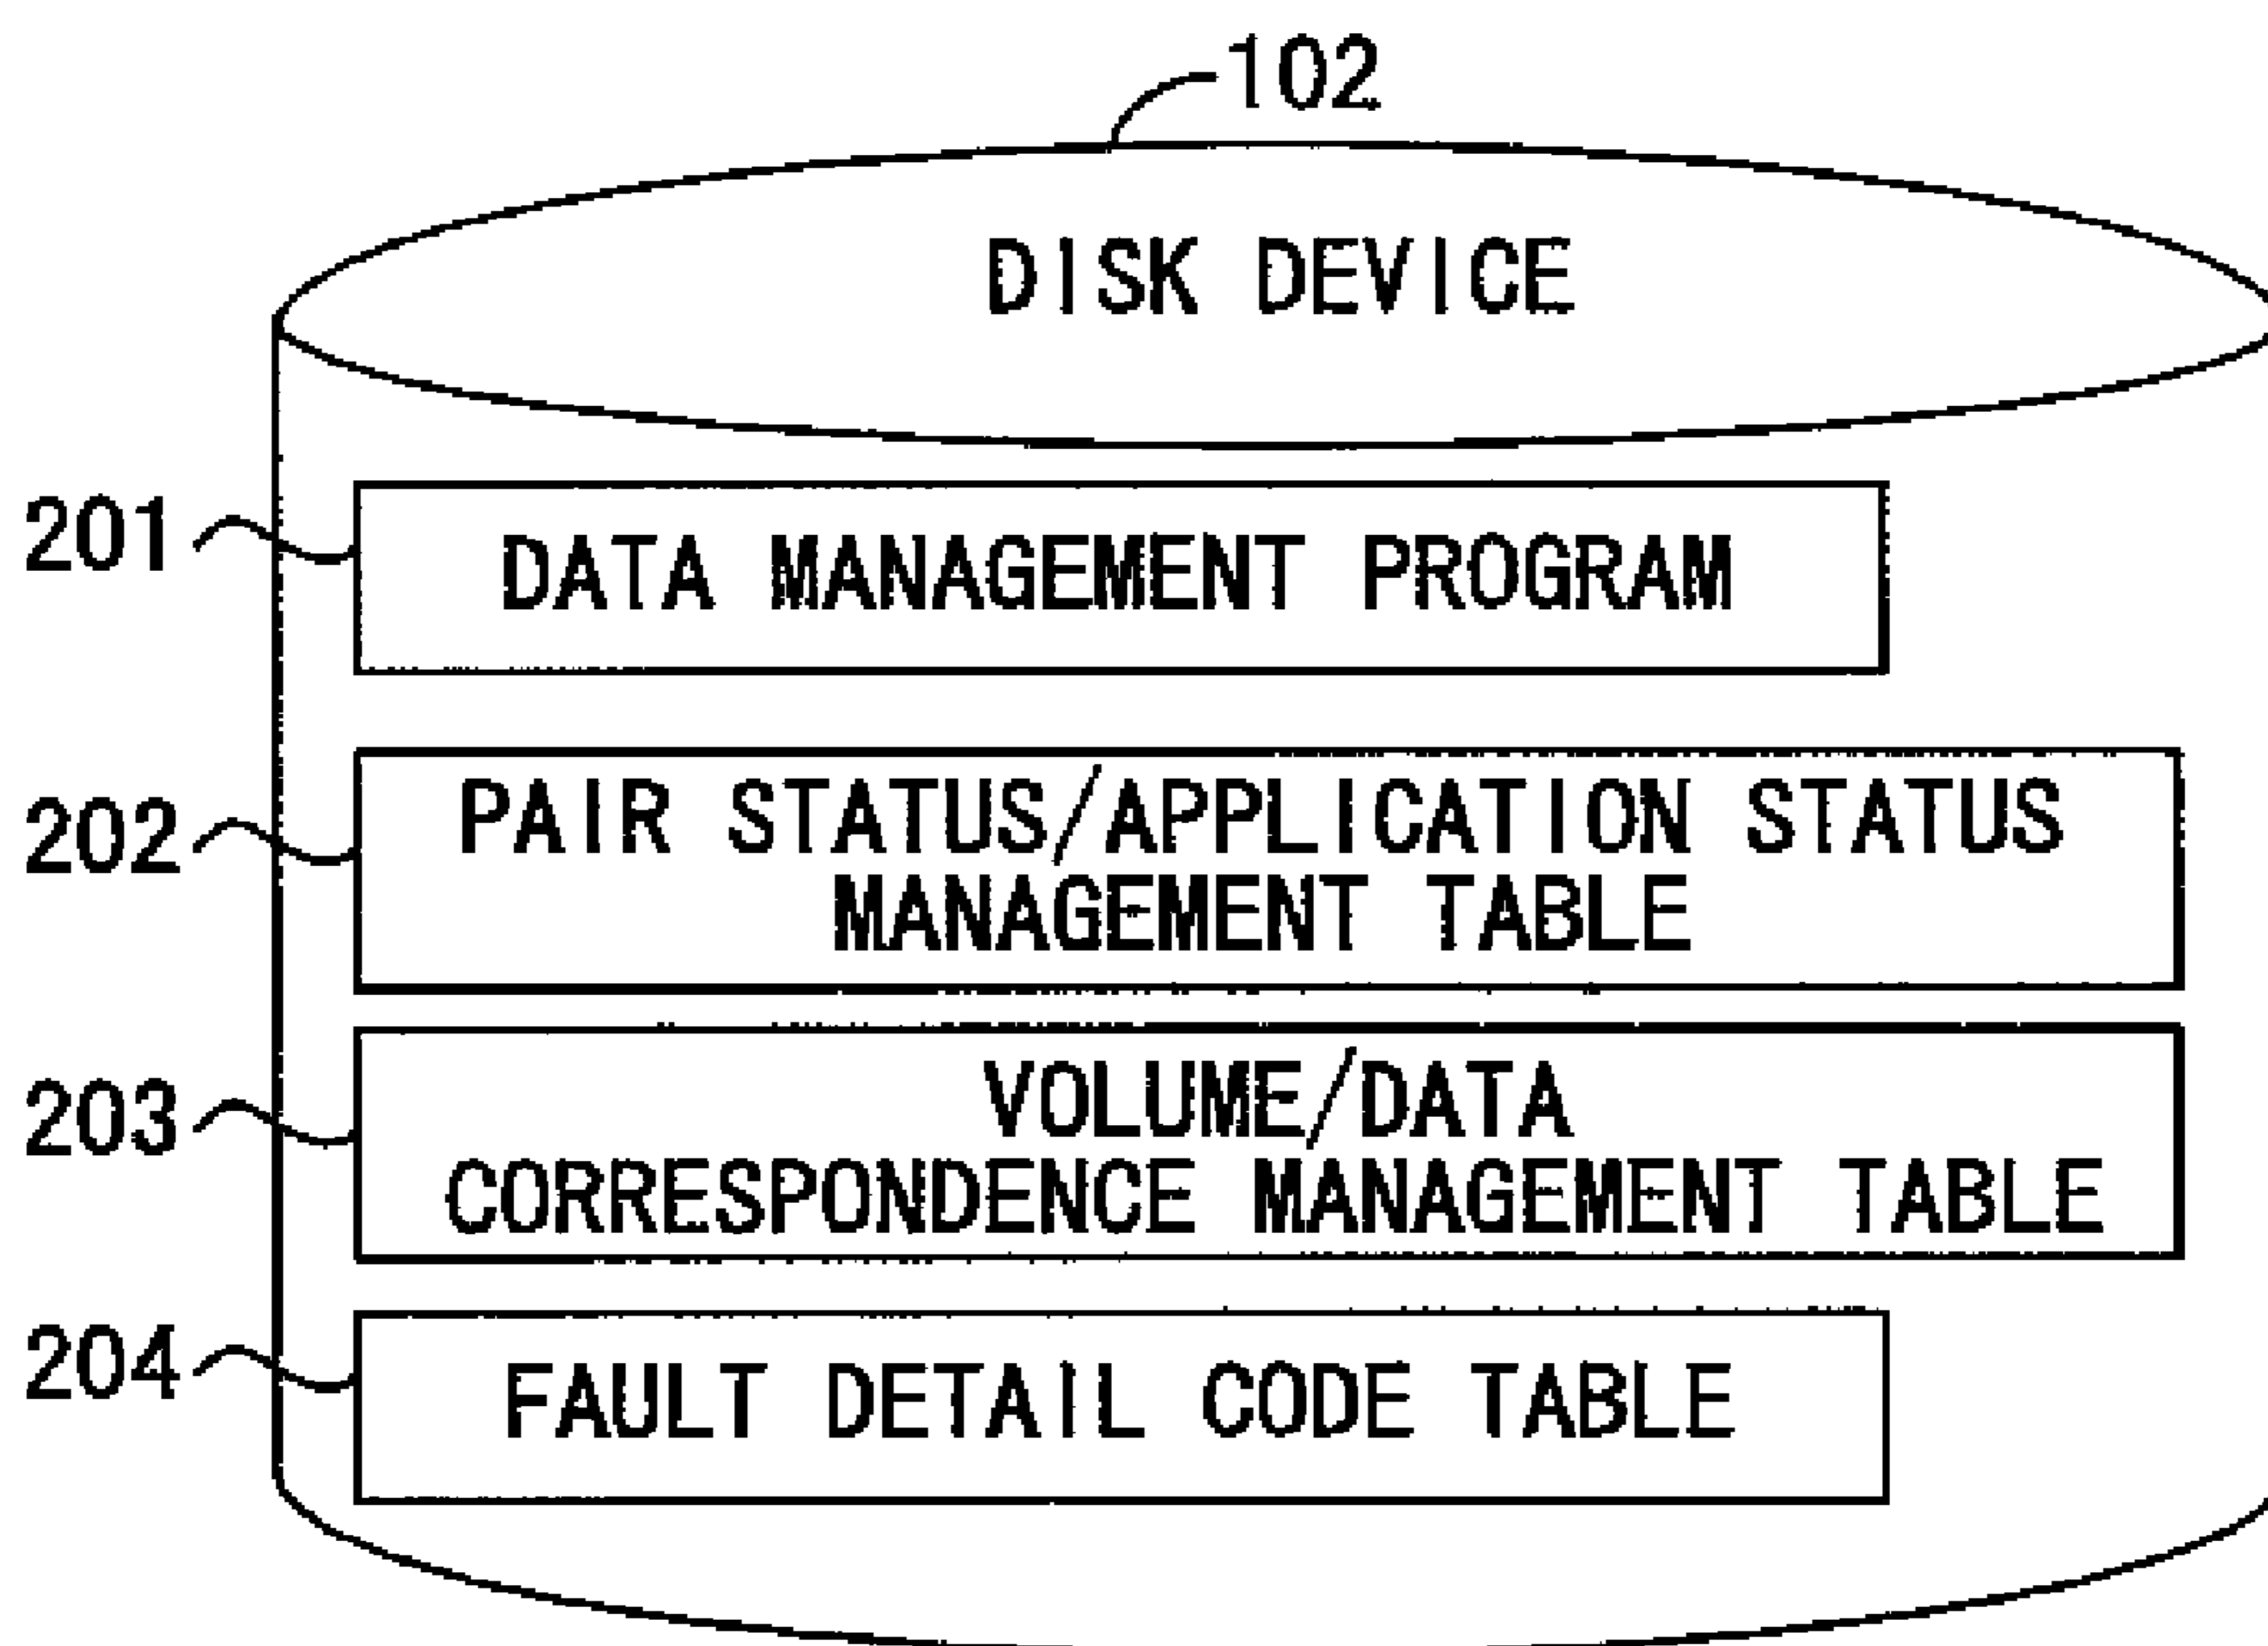 102
DISK DEVICE
201
DATA MANAGEMENT PROGRAM
202
PAIR STATUS/APPLICATION STATUS
MANAGEMENT TABLE
203
VOLUME/DATA
CORRESPONDENCE MANAGEMENT TABLE
204
FAULT DETAIL CODE TABLE